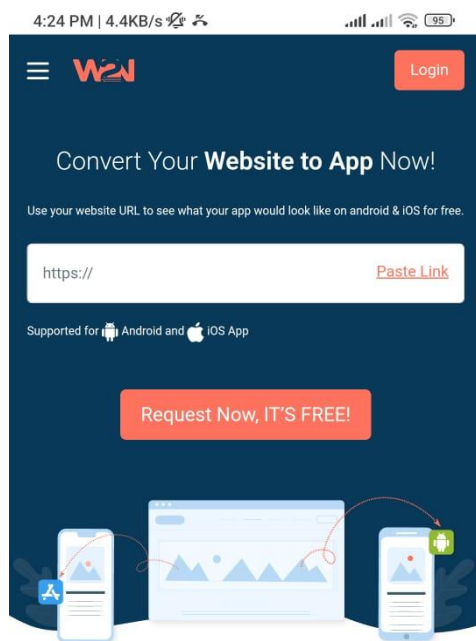 4:24 PM | 4.4KB/s 95
W2N Login
Convert Your Website to App Now!
Use your website URL to see what your app would look like on android & iOS for free.
https:// Paste Link
Supported for Android and iOS App
Request Now, IT'S FREE!